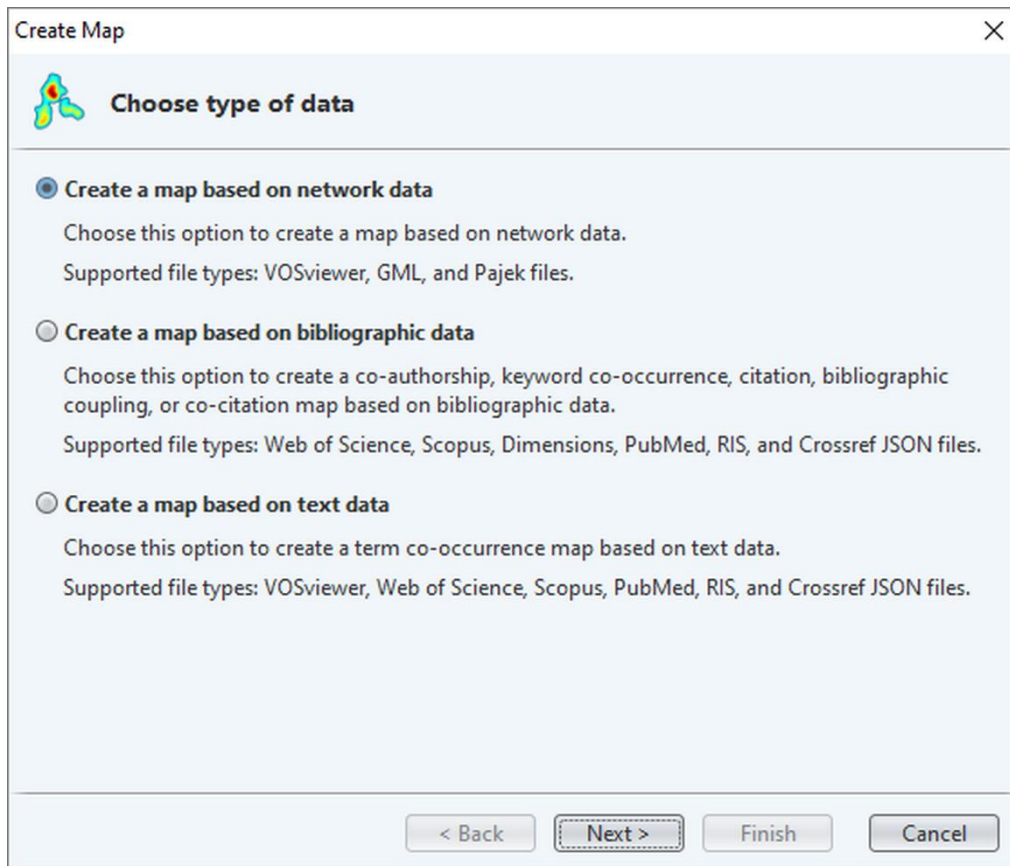 Create Map
Choose type of data
Create a map based on network data
Choose this option to create a map based on network data.
Supported file types: VOSviewer, GML, and Pajek files.
Create a map based on bibliographic data
Choose this option to create a co-authorship, keyword co-occurrence, citation, bibliographic
coupling, or co-citation map based on bibliographic data.
Supported file types: Web of Science, Scopus, Dimensions, PubMed, RIS, and Crossref JSON files.
Create a map based on text data
Choose this option to create a term co-occurrence map based on text data.
Supported file types: VOSviewer, Web of Science, Scopus, PubMed, RIS, and Crossref JSON files.
< Back Next > Finish Cancel